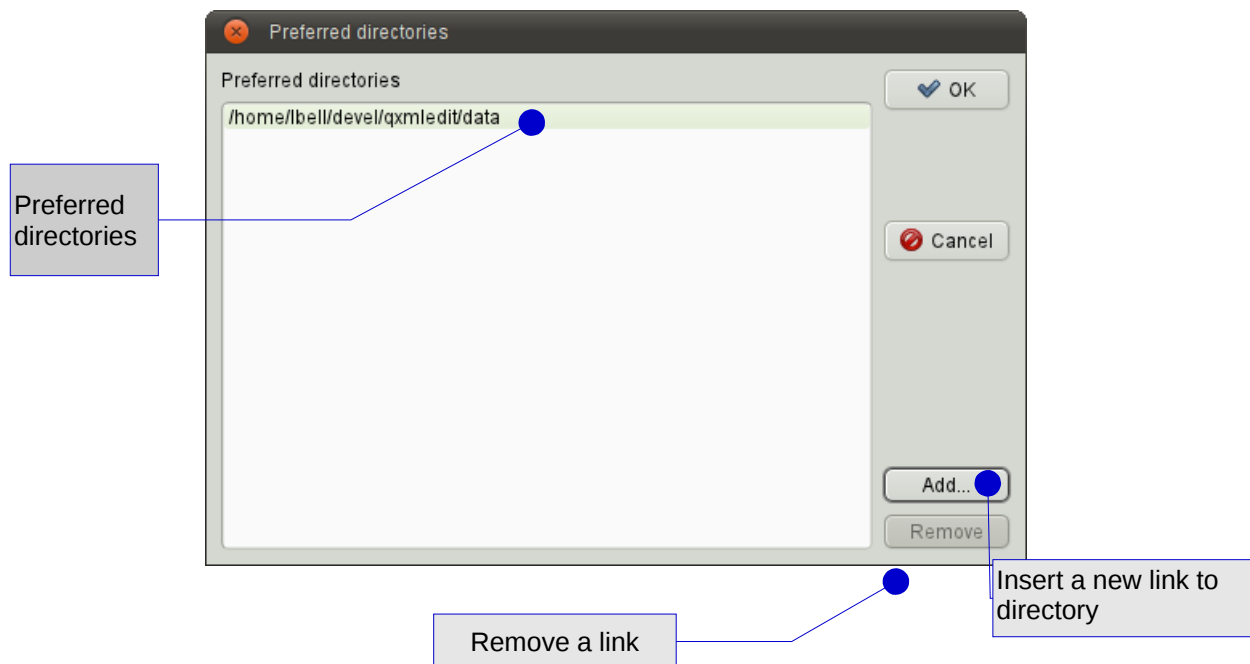 Preferred directories
Preferred directories
OK
/home/lbell/devel/qxmledit/data
Preferred
directories
Cancel
Add...
Remove
Insert a new link to
directory
Remove a link